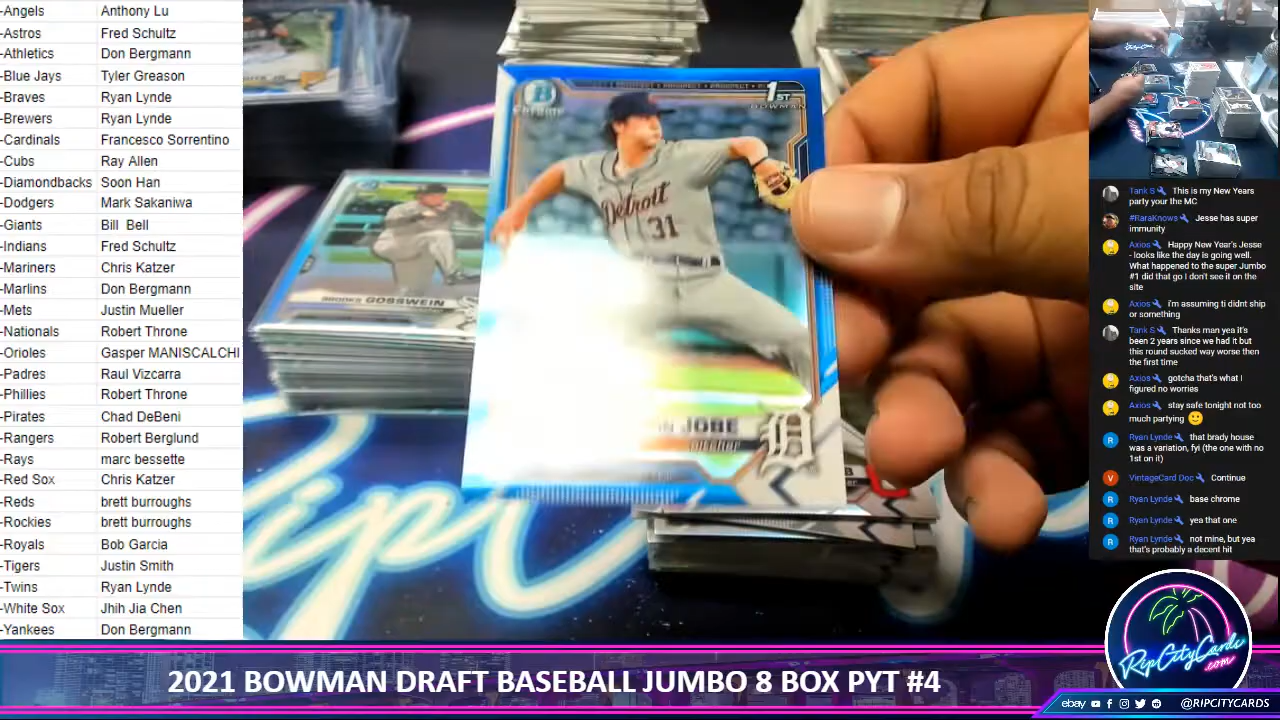 -Angels Anthony Lu
-Astros Fred Schultz
-Athletics Don Bergmann
-Blue Jays Tyler Greason
-Braves Ryan Lynde
-Brewers Ryan Lynde
-Cardinals Francesco Sorrentino
-Cubs Ray Allen
-Diamondbacks Soon Han
-Dodgers Mark Sakaniwa
-Giants Bill Bell
-Indians Fred Schultz
-Mariners Chris Katzer
-Marlins Don Bergmann
-Mets Justin Mueller
-Nationals Robert Throne
-Orioles Gasper MANISCALCHI
-Padres Raul Vizcarra
-Phillies Robert Throne
-Pirates Chad DeBeni
-Rangers Robert Berglund
-Rays marc bessette
-Red Sox Chris Katzer
-Reds brett burroughs
-Rockies brett burroughs
-Royals Bob Garcia
-Tigers Justin Smith
-Twins Ryan Lynde
-White Sox Jhih Jia Chen
-Yankees Don Bergmann
B
CHROME
1ST
BOWMAN
Detroit
31
JOBE
Pitcher
BROOKS GOSSWEIN
Tank S This is my New Years
party your the MC
#RaraKnows Jesse has super
immunity
Axios Happy New Year's Jesse
- looks like the day is going well.
What happened to the super Jumbo
#1 did that go I don't see it on the
site
Axios i'm assuming ti didnt ship
or something
Tank S Thenks man yea it's
been 2 years since we had it but
this round sucked way worse then
the first time
Axios gotcha that's what I
figured no worries
Axios stay safe tonight not too
much partying 🙂
R Ryan Lynde that brady house
was a variation, fyi (the one with no
1st on it)
V VintageCard Doc Continue
R Ryan Lynde base chrome
R Ryan Lynde yea that one
R Ryan Lynde not mine, but yea
that's probably a decent hit
RipCityCards
.com
2021 BOWMAN DRAFT BASEBALL JUMBO 8 BOX PYT #4
ebay @RIPCITYCARDS